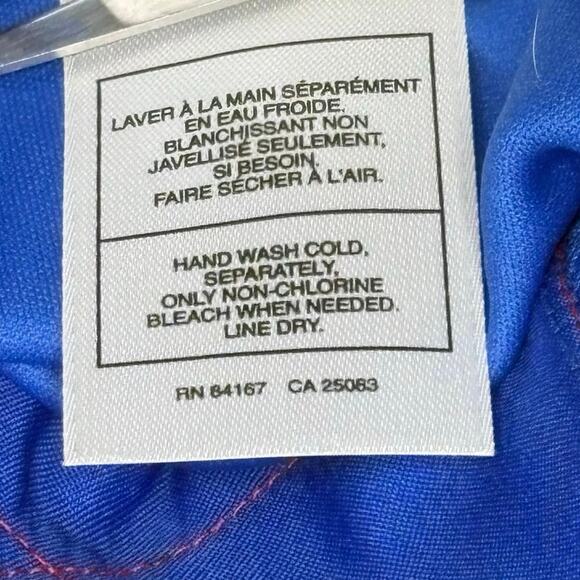 LAVER À LA MAIN SÉPARÉMENT
EN EAU FROIDE.
BLANCHISSANT NON
JAVELLISÉ SEULEMENT,
SI BESOIN.
FAIRE SÉCHER À L'AIR.
HAND WASH COLD,
SEPARATELY,
ONLY NON-CHLORINE
BLEACH WHEN NEEDED.
LINE DRY.
RN 84167 CA 25083